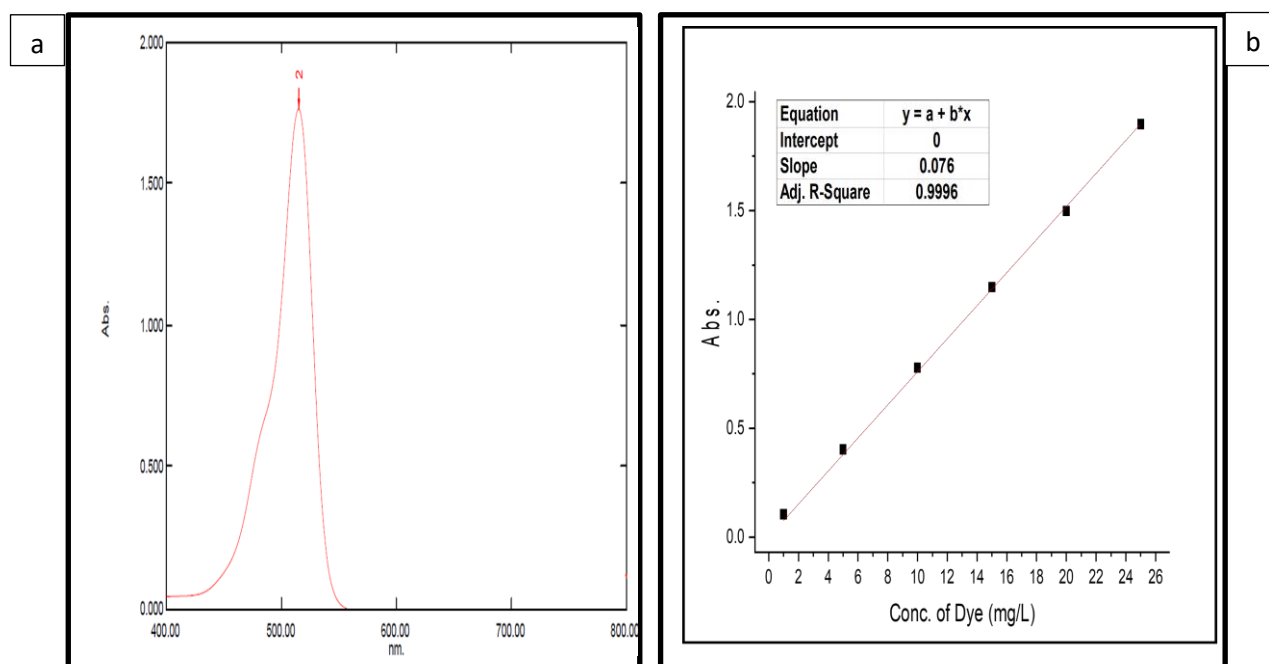 a
2.000
1.500
1.000
0.500
0.000
Abs.
2
400.00 500.00 600.00 700.00 800.00
nm.
b
2.0
1.5
1.0
0.5
0.0
A b s .
Equation y = a + b*x
Intercept 0
Slope 0.076
Adj. R-Square 0.9996
0 2 4 6 8 10 12 14 16 18 20 22 24 26
Conc. of Dye (mg/L)